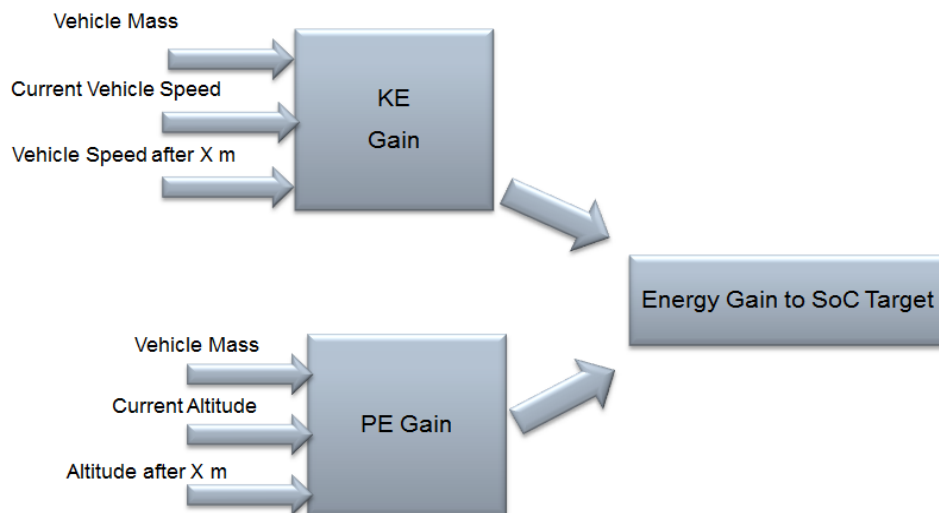 Vehicle Mass
Current Vehicle Speed
Vehicle Speed after X m
KE
Gain
Energy Gain to SoC Target
Vehicle Mass
Current Altitude
Altitude after X m
PE Gain